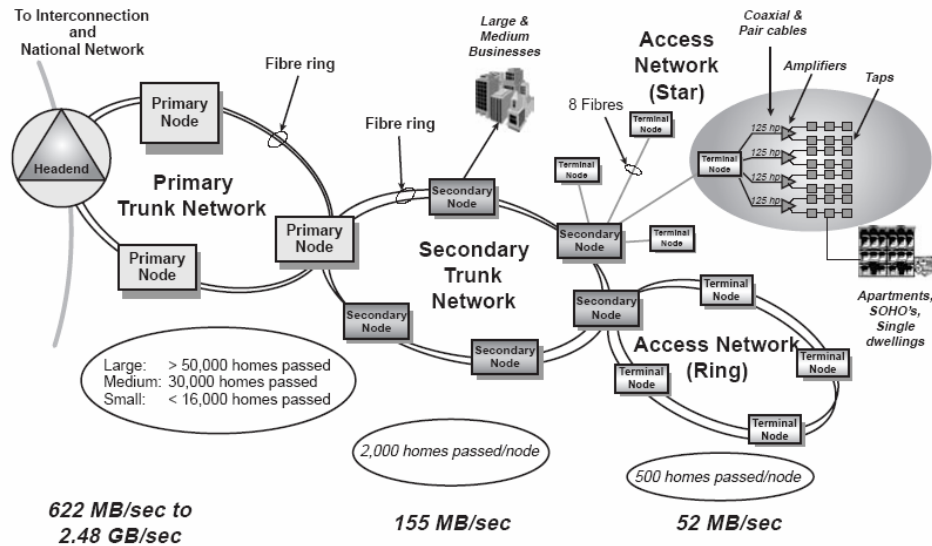 To Interconnection
and
National Network
Headend
Primary
Node
Fibre ring
Primary
Trunk Network
Primary
Node
Primary
Node
Large: > 50,000 homes passed
Medium: 30,000 homes passed
Small: < 16,000 homes passed
622 MB/sec to
2.48 GB/sec
Fibre ring
Large &
Medium
Businesses
Secondary
Node
Secondary
Trunk
Network
Secondary
Node
Secondary
Node
Secondary
Node
Secondary
Node
2,000 homes passed/node
155 MB/sec
Access
Network
(Star)
8 Fibres
Terminal
Node
Terminal
Node
Terminal
Node
Terminal
Node
Coaxial &
Pair cables
Amplifiers
Taps
125 hp
125 hp
125 hp
125 hp
Apartments,
SOHO's,
Single
dwellings
Terminal
Node
Access Network
(Ring)
Terminal
Node
Terminal
Node
Terminal
Node
500 homes passed/node
52 MB/sec